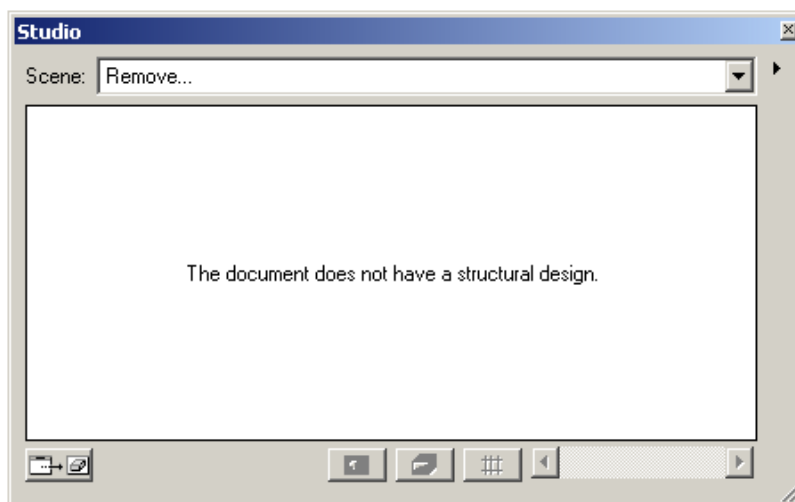 Studio
Scene: Remove...
The document does not have a structural design.